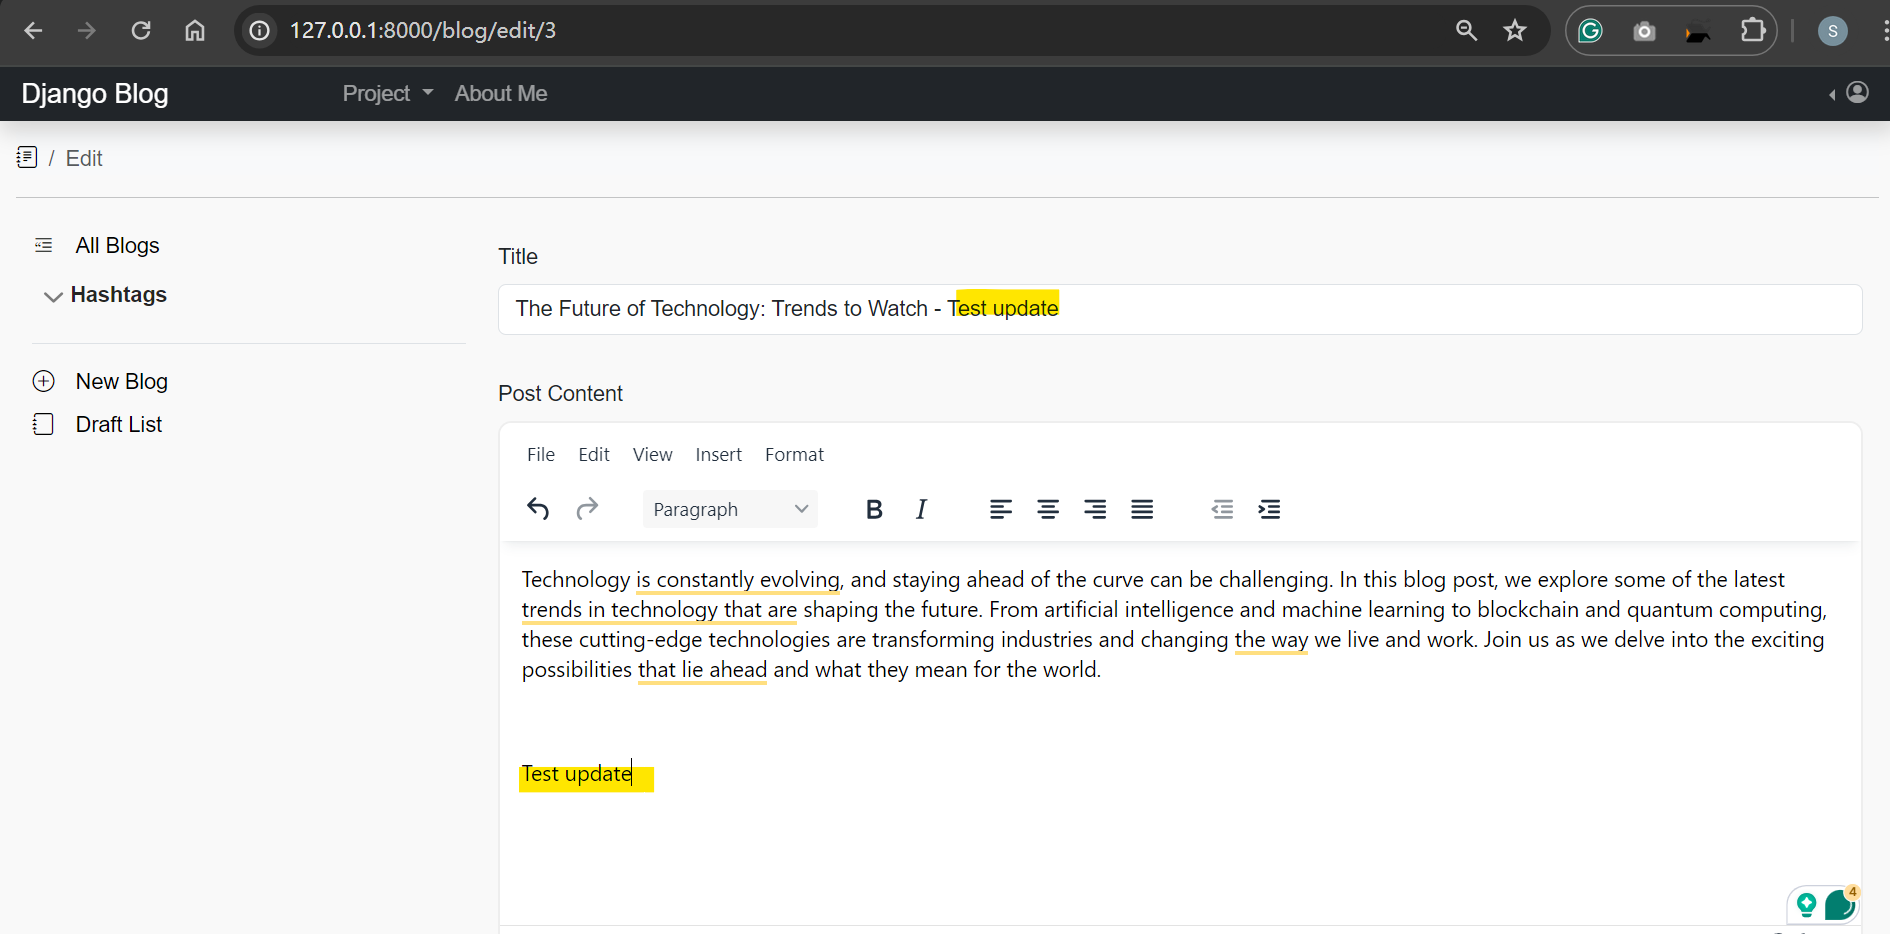 127.0.0.1:8000/blog/edit/3
S
Django Blog
Project
About Me
/ Edit
All Blogs
Hashtags
New Blog
Draft List
Title
The Future of Technology: Trends to Watch - Test update
Post Content
File Edit View Insert Format
Paragraph
B I
Technology is constantly evolving, and staying ahead of the curve can be challenging. In this blog post, we explore some of the latest
trends in technology that are shaping the future. From artificial intelligence and machine learning to blockchain and quantum computing,
these cutting-edge technologies are transforming industries and changing the way we live and work. Join us as we delve into the exciting
possibilities that lie ahead and what they mean for the world.
Test update
4